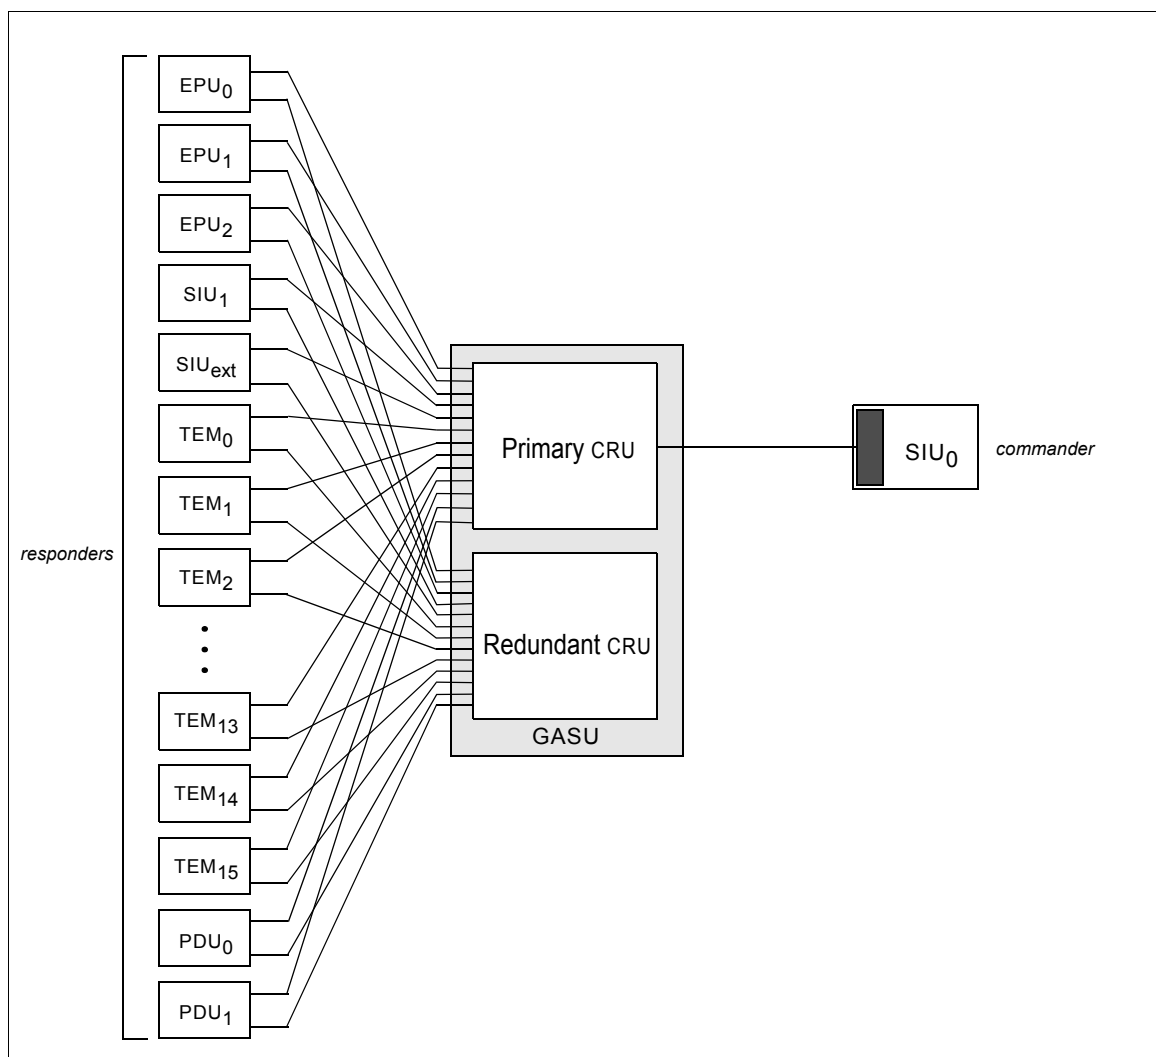 EPU0
EPU1
EPU2
SIU1
SIUext
TEM0
TEM1
responders
TEM2
TEM13
TEM14
TEM15
PDU0
PDU1
Primary CRU
Redundant CRU
GASU
SIU0
commander